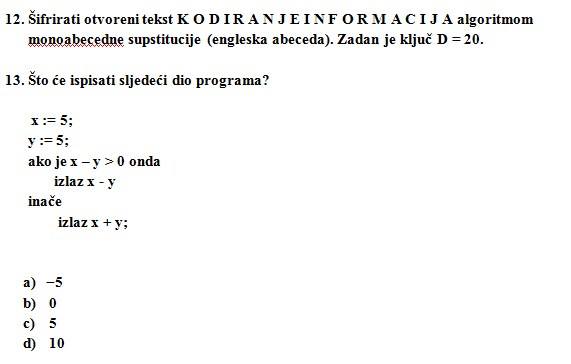 12. Šifrirati otvoreni tekst K O D I R A N J E I N F O R M A C I J A algoritmom
monoabecedne supstitucije (engleska abeceda). Zadan je ključ D = 20.
13. Što će ispisati sljedeći dio programa?
x := 5;
y := 5;
ako je x – y > 0 onda
izlaz x - y
inače
izlaz x + y;
a) –5
b) 0
c) 5
d) 10